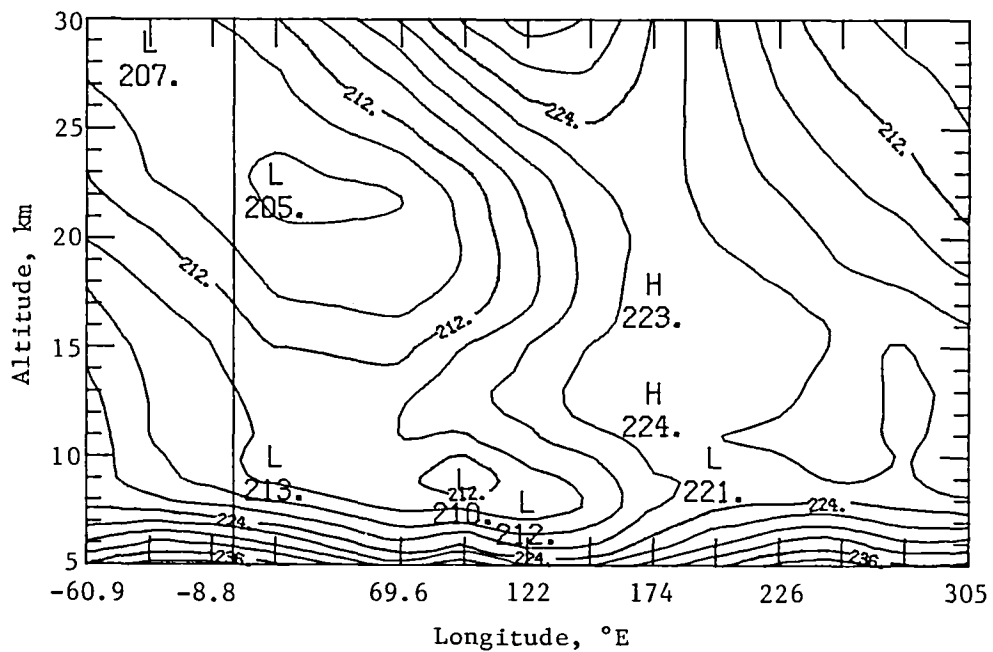 30
25
20
15
10
5
Altitude, km
L
207.
212.
224.
212.
L
205.
212.
212.
H
223.
H
224.
L
213.
L
212.
210.
L
212.
L
221.
224.
224.
236.
224.
236.
-60.9 -8.8 69.6 122 174 226 305
Longitude, °E